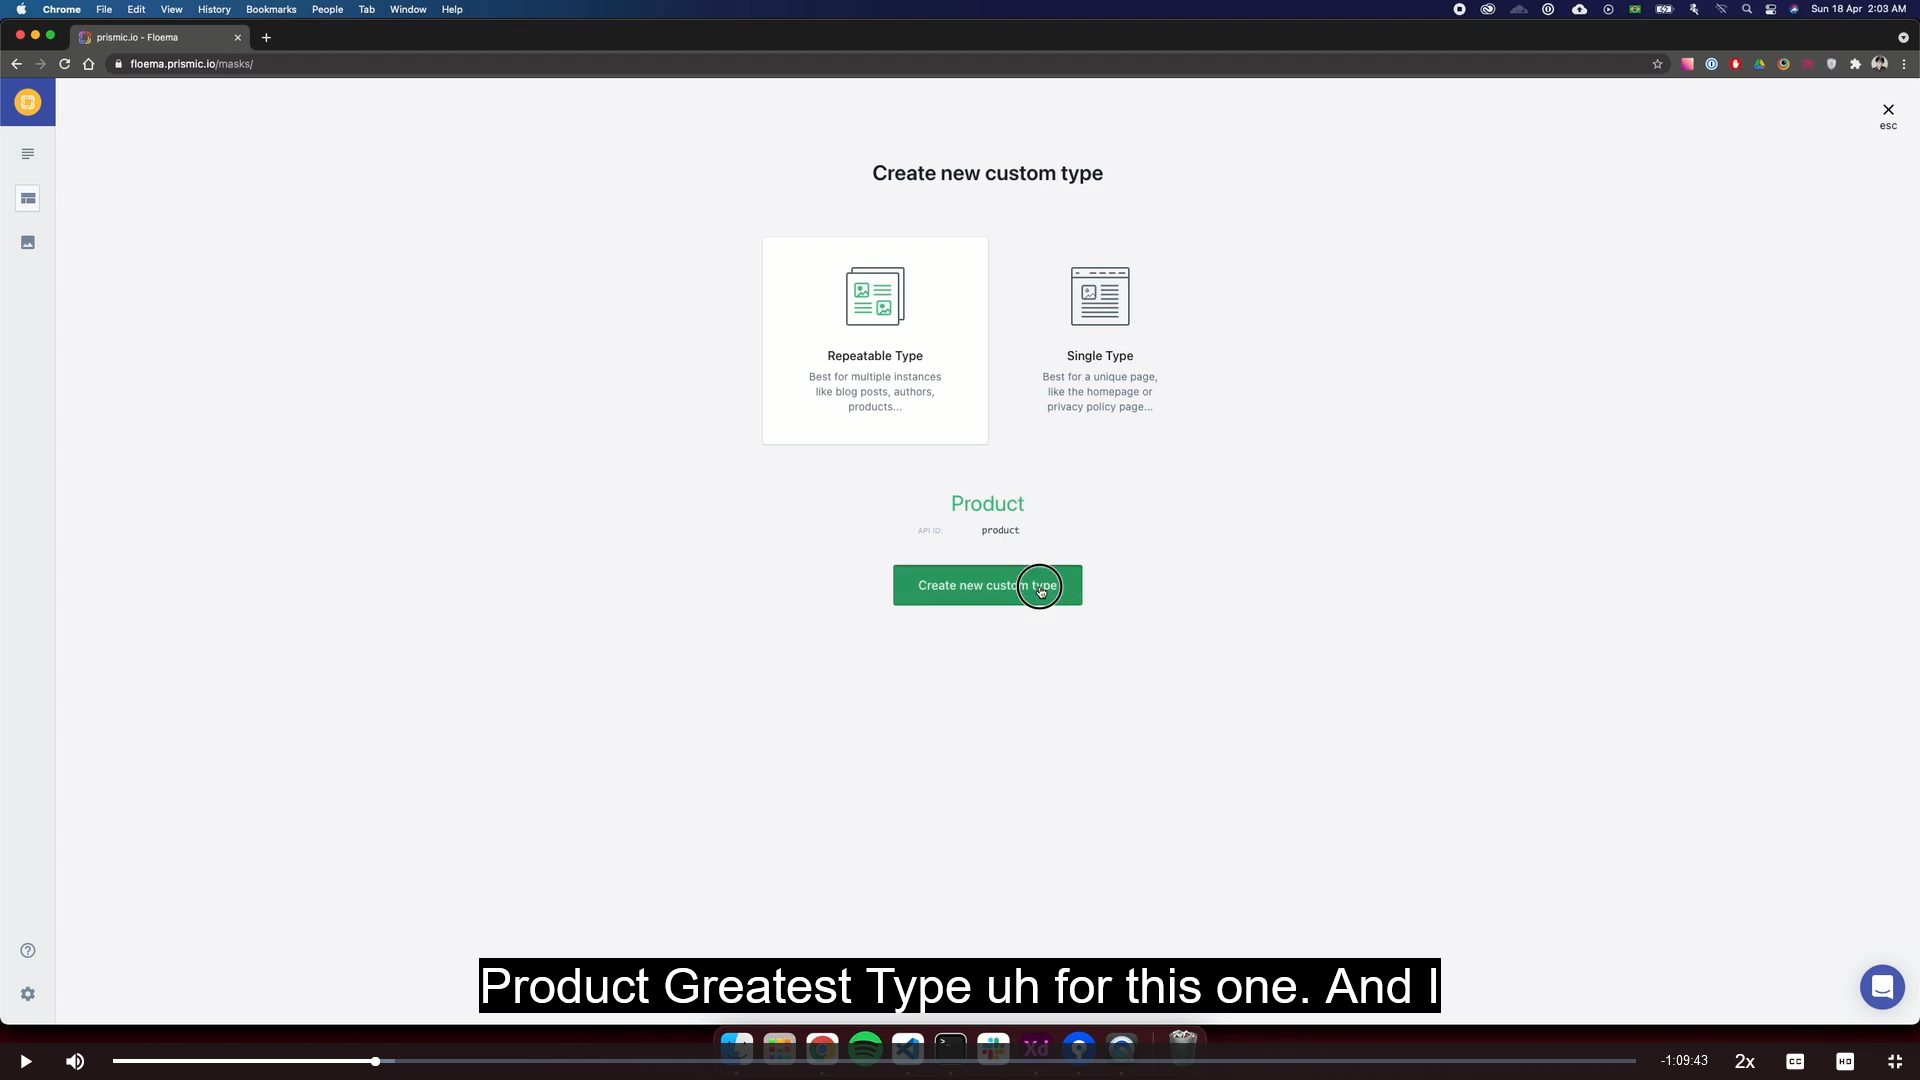 Chrome File Edit View History Bookmarks People Tab Window Help
Sun 18 Apr 2:03 AM
prismic.io - Floema
floema.prismic.io/masks/
esc
Create new custom type
Repeatable Type
Best for multiple instances
like blog posts, authors,
products...
Single Type
Best for a unique page,
like the homepage or
privacy policy page...
Product
API ID: product
Create new custom type
Product Greatest Type uh for this one. And I
Xd
-1:09:43 2x CC HD